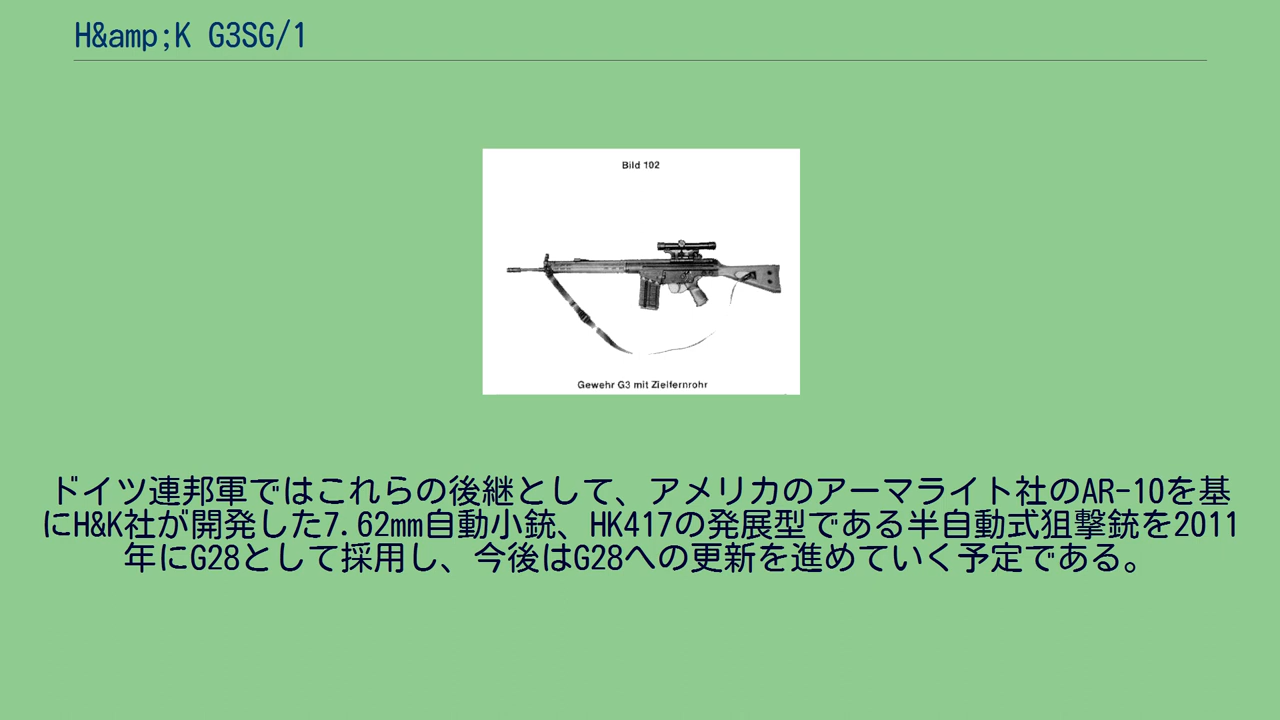 H&amp;K G3SG/1
Bild 102
Gewehr G3 mit Zielfernrohr
ドイツ連邦軍ではこれらの後継として、アメリカのアーマライト社のAR-10を基
にH&K社が開発した7.62mm自動小銃、HK417の発展型である半自動式狙撃銃を2011
年にG28として採用し、今後はG28への更新を進めていく予定である。